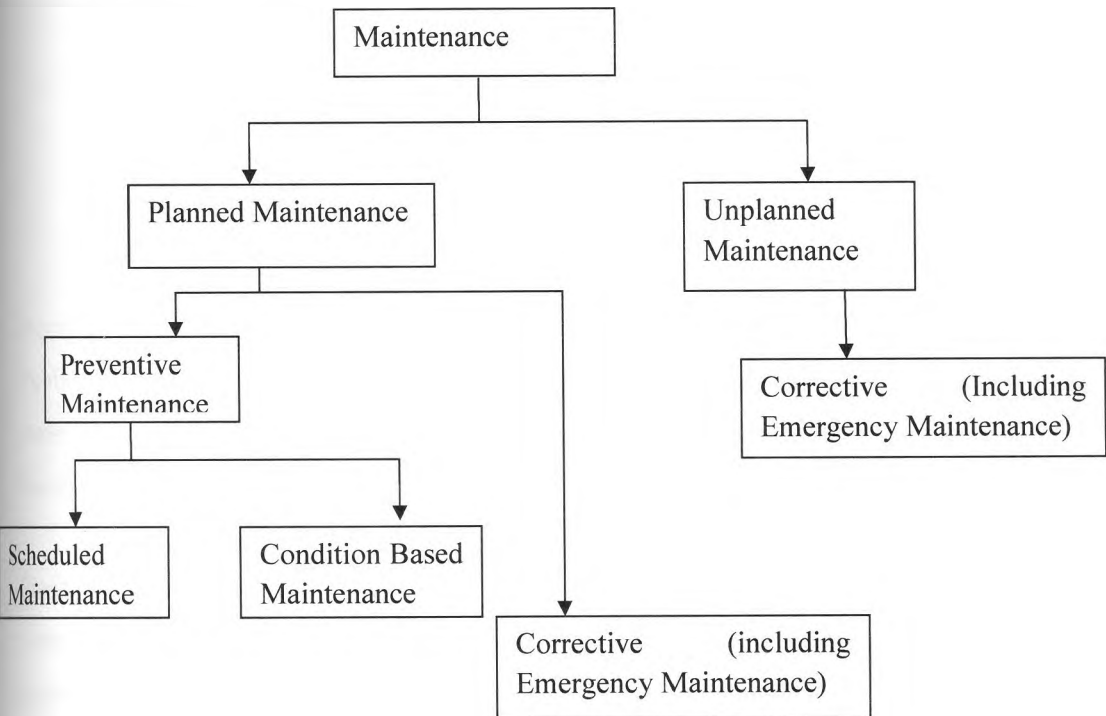 Maintenance
Planned Maintenance
Unplanned
Maintenance
Preventive
Maintenance
Corrective (Including
Emergency Maintenance)
Scheduled
Maintenance
Condition Based
Maintenance
Corrective (including
Emergency Maintenance)